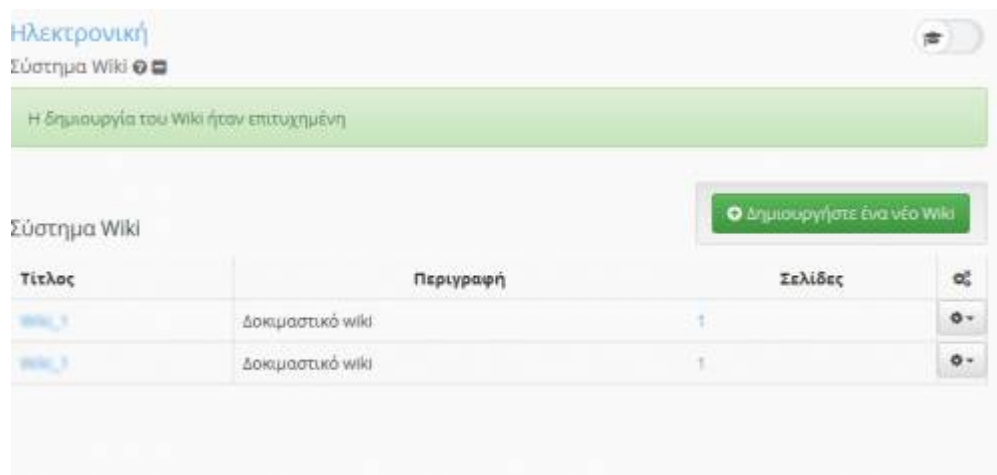 Ηλεκτρονική
Σύστημα Wiki
Η δημιουργία του Wiki ήταν επιτυχημένη
Δημιουργήστε ένα νέο Wiki
Σύστημα Wiki
Τίτλος Περιγραφή Σελίδες
Wiki_1 Δοκιμαστικό wiki 1
Wiki_1 Δοκιμαστικό wiki 1